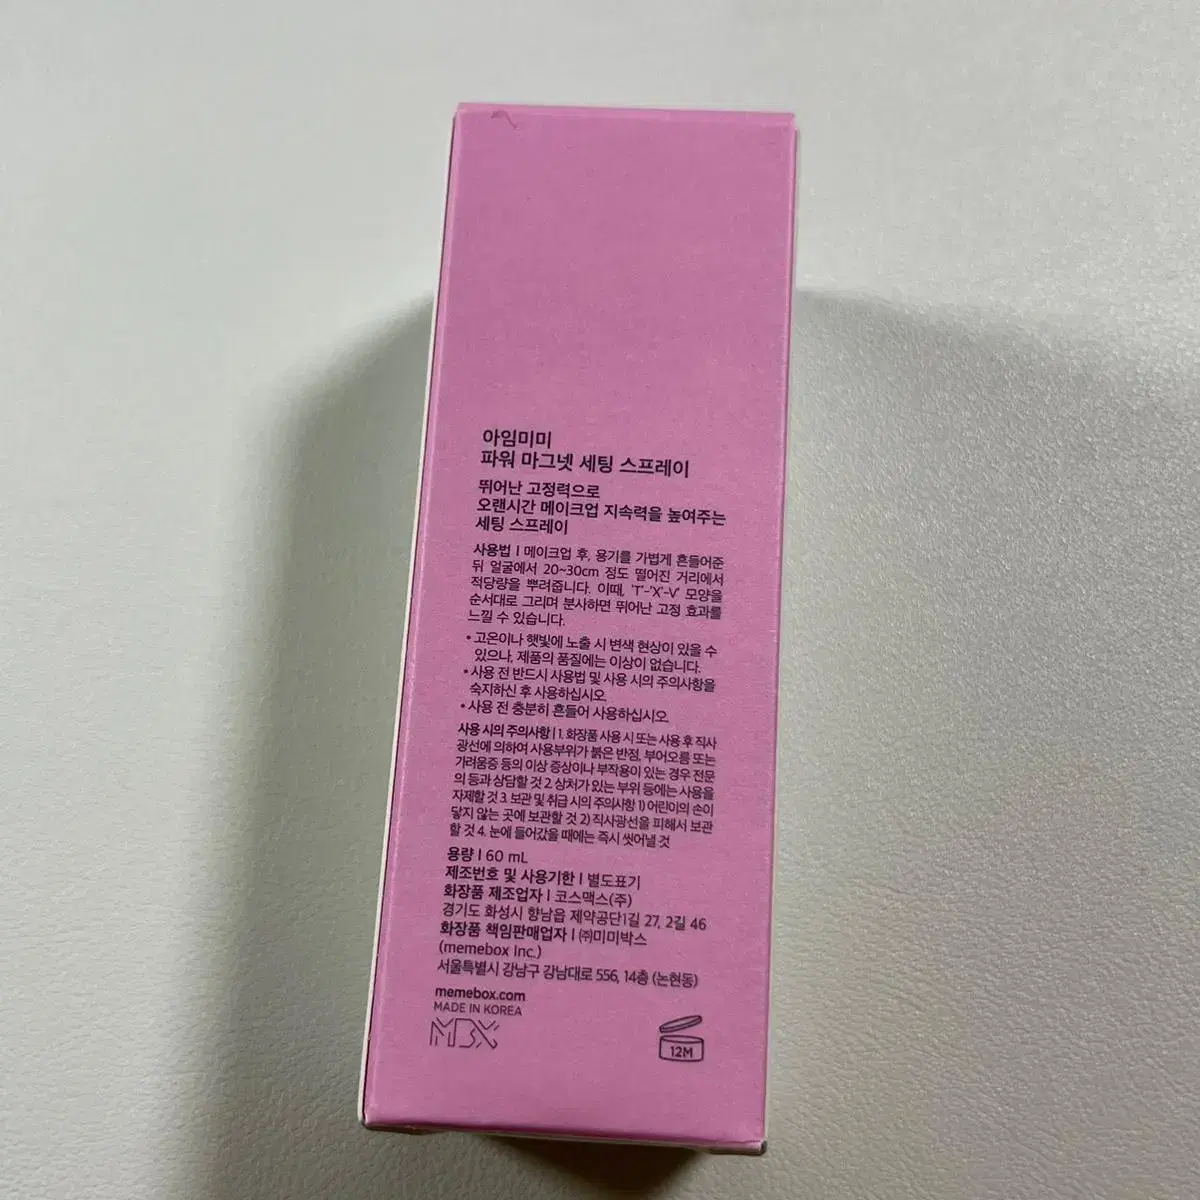 아임미미
파워 마그넷 세팅 스프레이
뛰어난 고정력으로
오랜시간 메이크업 지속력을 높여주는
세팅 스프레이
사용법 | 메이크업 후, 용기를 가볍게 흔들어준
뒤 얼굴에서 20~30cm 정도 떨어진 거리에서
적당량을 뿌려줍니다. 이때, 'T'-'X'-V' 모양을
순서대로 그리며 분사하면 뛰어난 고정 효과를
느낄 수 있습니다.
• 고온이나 햇빛에 노출 시 변색 현상이 있을 수
있으나, 제품의 품질에는 이상이 없습니다.
• 사용 전 반드시 사용법 및 사용 시의 주의사항을
숙지하신 후 사용하십시오.
• 사용 전 충분히 흔들어 사용하십시오.
사용 시의 주의사항 | 1. 화장품 사용 시 또는 사용 후 직사
광선에 의하여 사용부위가 붉은 반점, 부어오름 또는
가려움증 등의 이상 증상이나 부작용이 있는 경우 전문
의 등과 상담할 것 2. 상처가 있는 부위 등에는 사용을
자제할 것 3. 보관 및 취급 시의 주의사항 1) 어린이의 손이
닿지 않는 곳에 보관할 것 2) 직사광선을 피해서 보관
할 것 4. 눈에 들어갔을 때에는 즉시 씻어낼 것
용량 | 60 mL
제조번호 및 사용기한 | 별도표기
화장품 제조업자 | 코스맥스(주)
경기도 화성시 향남읍 제약공단1길 27, 2길 46
화장품 책임판매업자 | ㈜미미박스
(memebox Inc.)
서울특별시 강남구 강남대로 556, 14층 (논현동)
memebox.com
MADE IN KOREA
MBX
12M